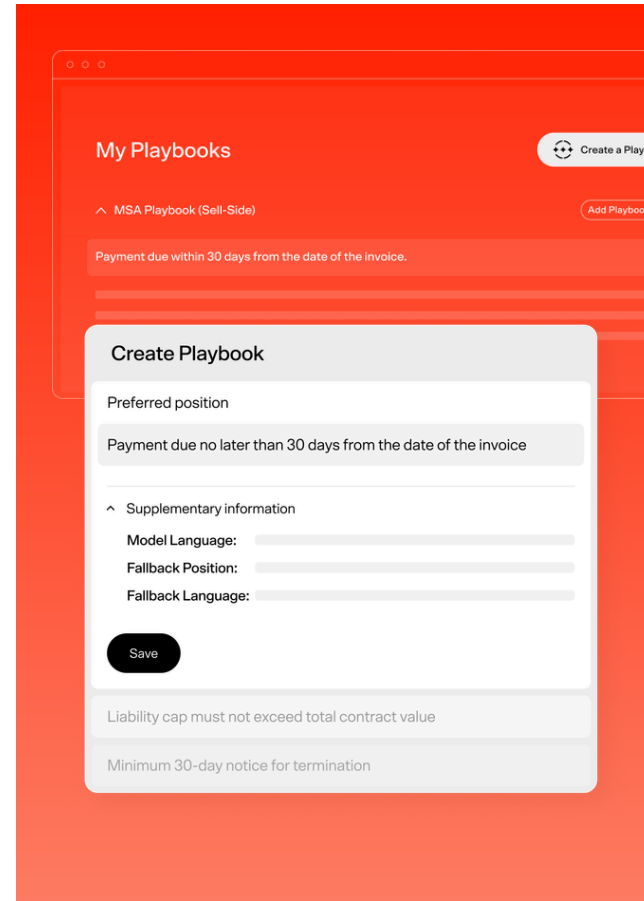 My Playbooks
Create a Play
MSA Playbook (Sell-Side)
Add Playboo
Payment due within 30 days from the date of the invoice.
Create Playbook
Preferred position
Payment due no later than 30 days from the date of the invoice
Supplementary information
Model Language:
Fallback Position:
Fallback Language:
Save
Liability cap must not exceed total contract value
Minimum 30-day notice for termination